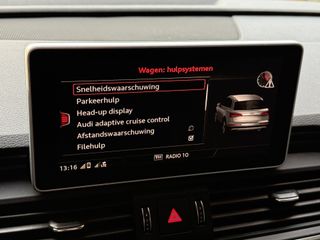 Wagen: hulpsystemen
Snelheidswaarschuwing
Parkeerhulp
Head-up display
Audi adaptive cruise control
Afstandswaarschuwing
Filehulp
13:16
RADIO 10